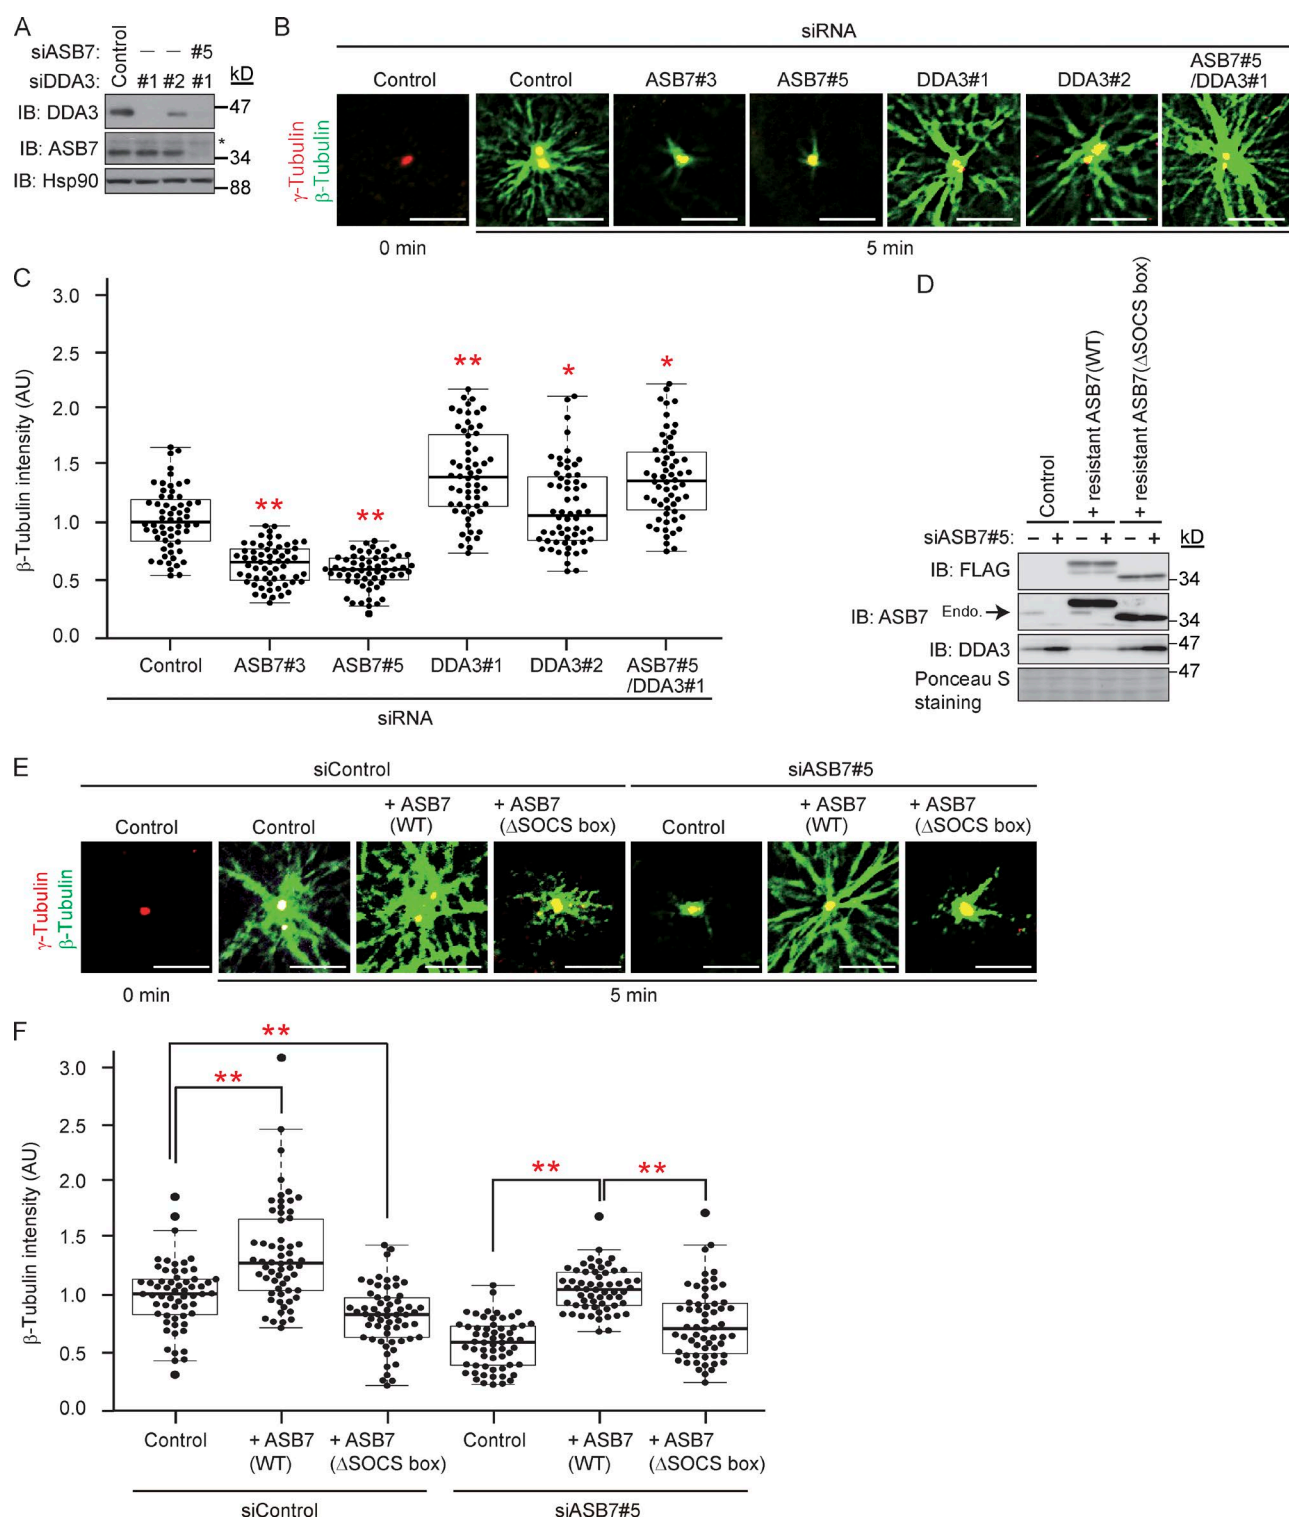 A
siASB7: Control — — #5
siDDA3: #1 #2 #1 kD
IB: DDA3 47
IB: ASB7 * 34
IB: Hsp90 88
B
siRNA
Control Control ASB7#3 ASB7#5 DDA3#1 DDA3#2 ASB7#5
/DDA3#1
γ-Tubulin
β-Tubulin
0 min 5 min
C
β-Tubulin intensity (AU)
3.0
2.5
2.0
1.5
1.0
0.5
0.0
** ** ** * *
Control ASB7#3 ASB7#5 DDA3#1 DDA3#2 ASB7#5
/DDA3#1
siRNA
D
Control
+ resistant ASB7(WT)
+ resistant ASB7(ΔSOCS box)
siASB7#5: − + − + − + kD
IB: FLAG 34
IB: ASB7 Endo. 34
IB: DDA3 47
Ponceau S 47
staining
E
siControl siASB7#5
Control Control + ASB7
(WT) + ASB7
(ΔSOCS box) Control + ASB7
(WT) + ASB7
(ΔSOCS box)
γ-Tubulin
β-Tubulin
0 min 5 min
F
β-Tubulin intensity (AU)
3.0
2.5
2.0
1.5
1.0
0.5
0.0
**
**
** **
Control + ASB7
(WT) + ASB7
(ΔSOCS box) Control + ASB7
(WT) + ASB7
(ΔSOCS box)
siControl siASB7#5